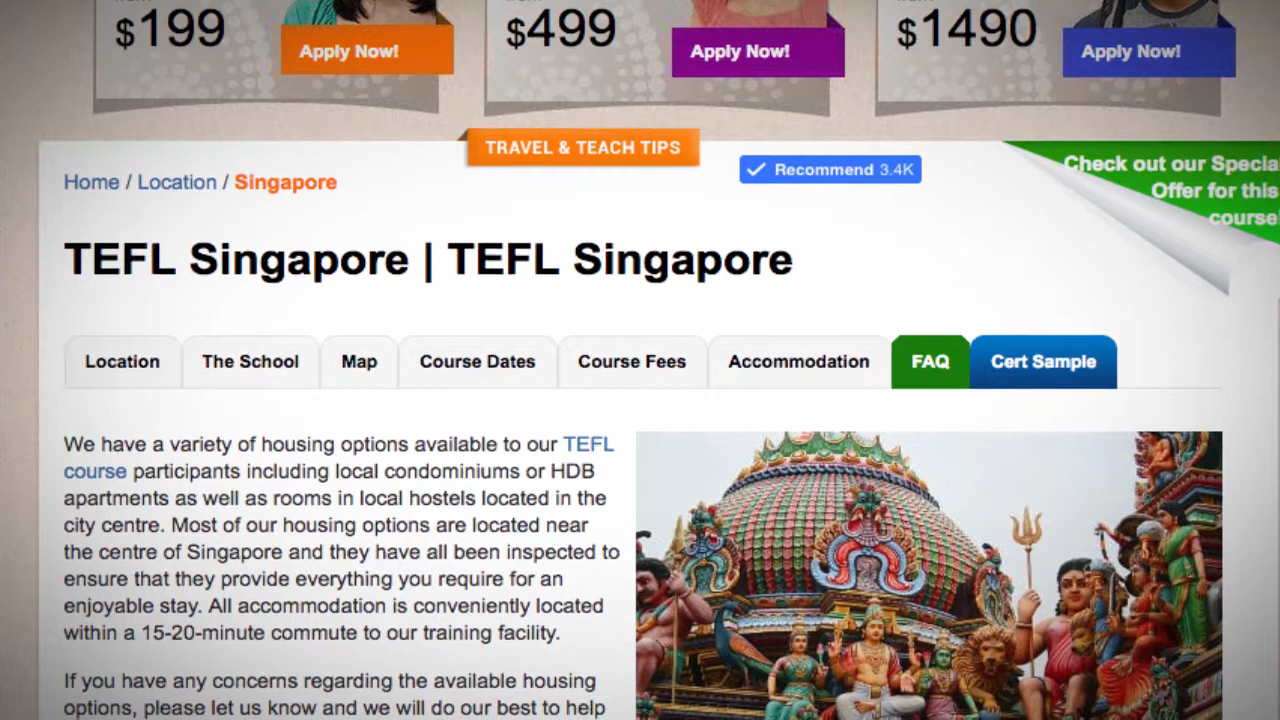 $199
$499
$1490
Apply Now!
Apply Now!
Apply Now!
TRAVEL & TEACH TIPS
Recommend 3.4K
Check out our Specia
Offer for this
course
Home / Location / Singapore
TEFL Singapore | TEFL Singapore
Location
The School
Map
Course Dates
Course Fees
Accommodation
FAQ
Cert Sample
We have a variety of housing options available to our TEFL
course participants including local condominiums or HDB
apartments as well as rooms in local hostels located in the
city centre. Most of our housing options are located near
the centre of Singapore and they have all been inspected to
ensure that they provide everything you require for an
enjoyable stay. All accommodation is conveniently located
within a 15-20-minute commute to our training facility.
If you have any concerns regarding the available housing
options, please let us know and we will do our best to help